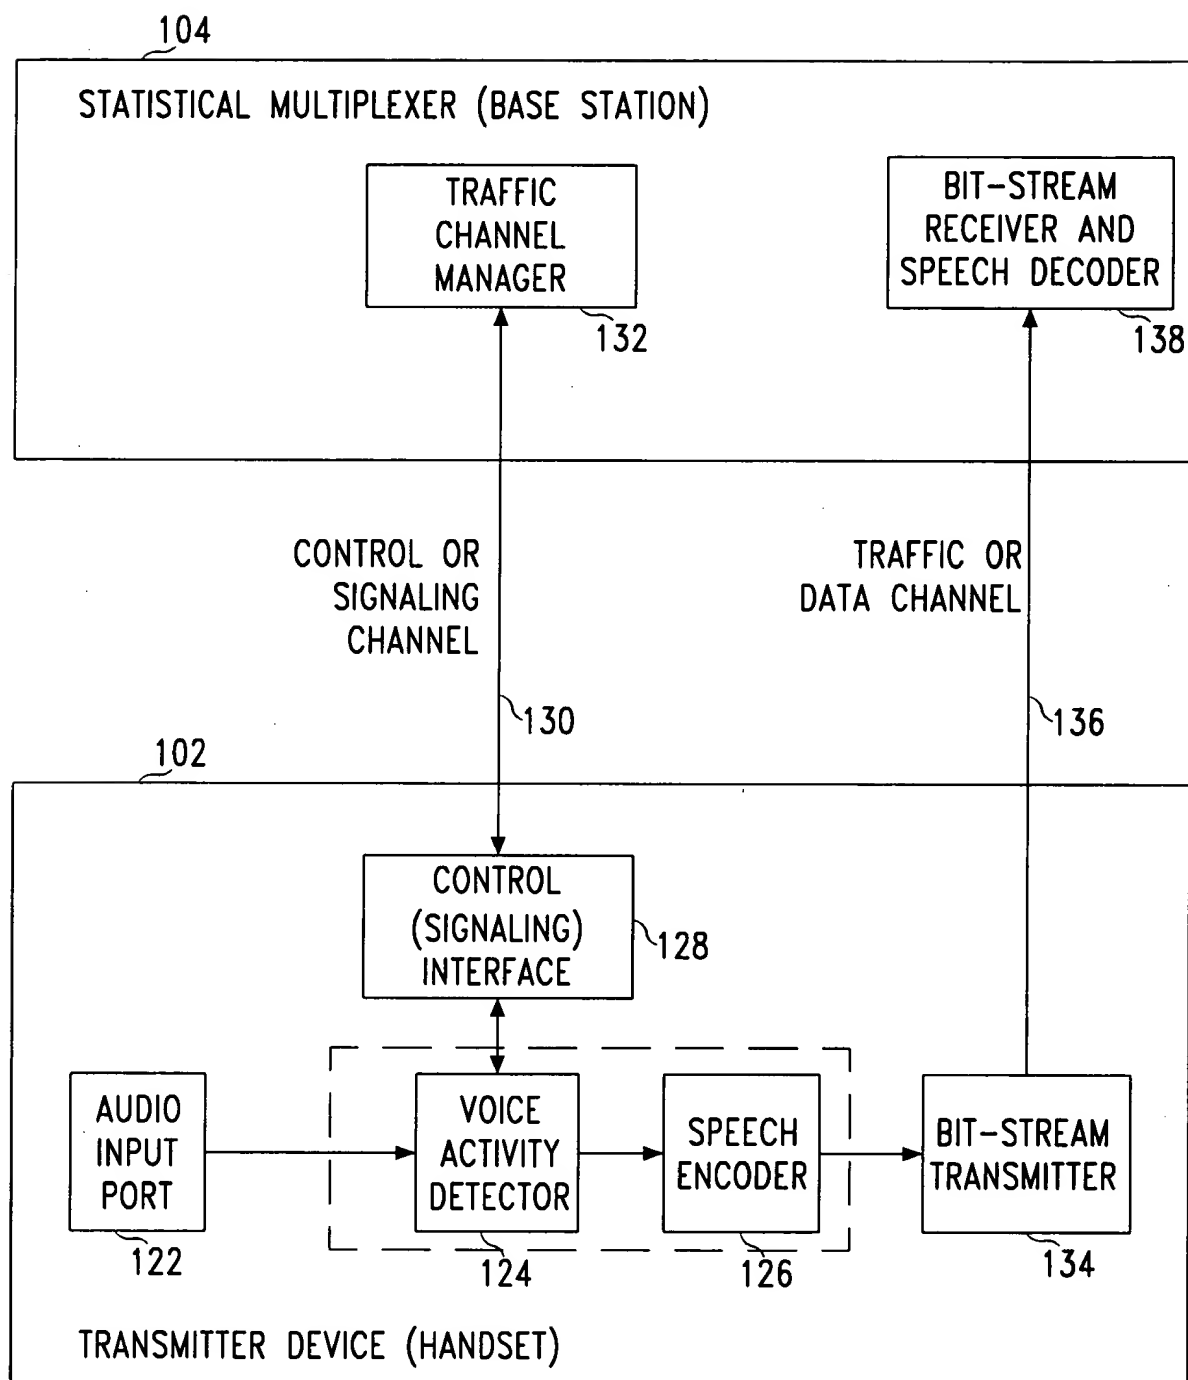 104
STATISTICAL MULTIPLEXER (BASE STATION)
TRAFFIC
CHANNEL
MANAGER
132
BIT-STREAM
RECEIVER AND
SPEECH DECODER
138
CONTROL OR
SIGNALING
CHANNEL
130
TRAFFIC OR
DATA CHANNEL
136
102
CONTROL
(SIGNALING)
INTERFACE
128
AUDIO
INPUT
PORT
122
VOICE
ACTIVITY
DETECTOR
124
SPEECH
ENCODER
126
BIT-STREAM
TRANSMITTER
134
TRANSMITTER DEVICE (HANDSET)